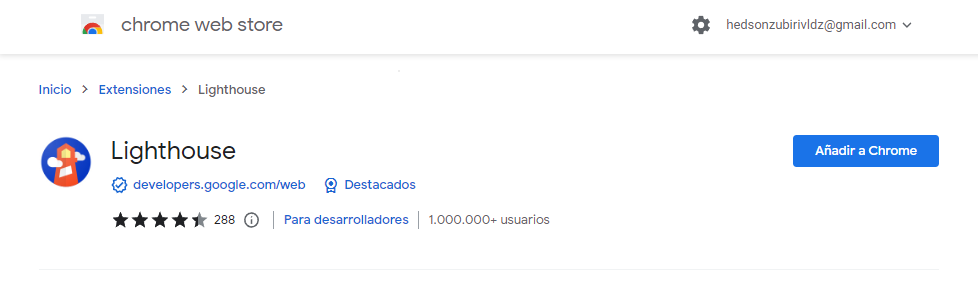 chrome web store
hedsonzubirivldz@gmail.com
Inicio > Extensiones > Lighthouse
Lighthouse
Añadir a Chrome
developers.google.com/web Destacados
288 Para desarrolladores 1.000.000+ usuarios